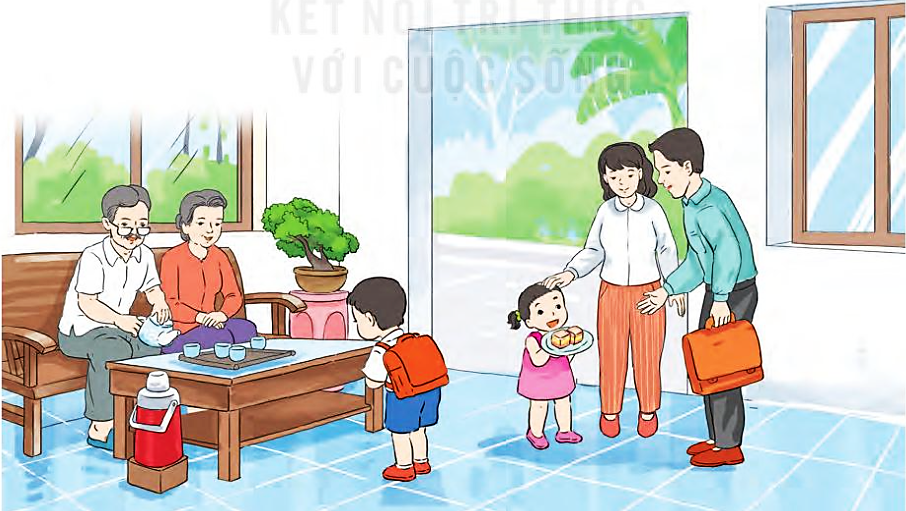 KẾT NỐI TRI THỨC
VỚI CUỘC SỐNG